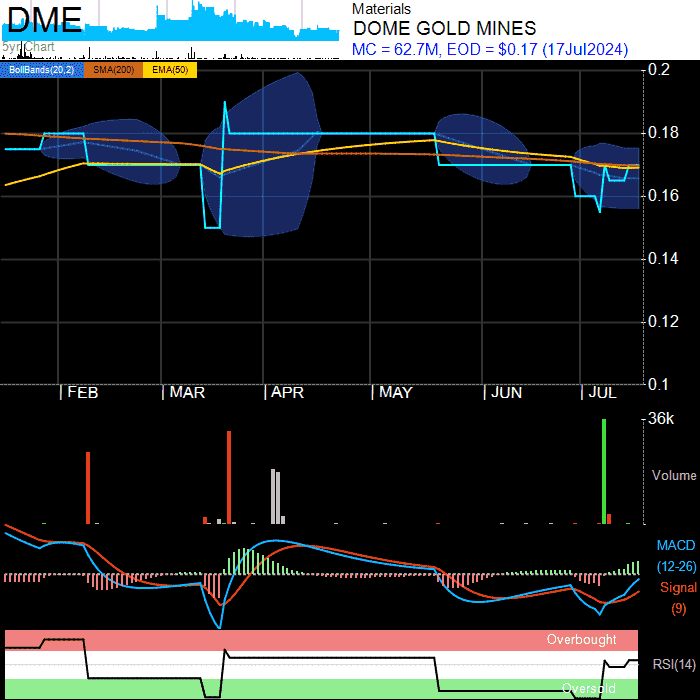 DME
5yr Chart
Materials
DOME GOLD MINES
MC = 62.7M, EOD = $0.17 (17Jul2024)
BollBands(20,2) SMA(200) EMA(50)
0.2
0.18
0.16
0.14
0.12
0.1
FEB MAR APR MAY JUN JUL
36k
Volume
MACD
(12-26)
Signal
(9)
Overbought
RSI(14)
Oversold